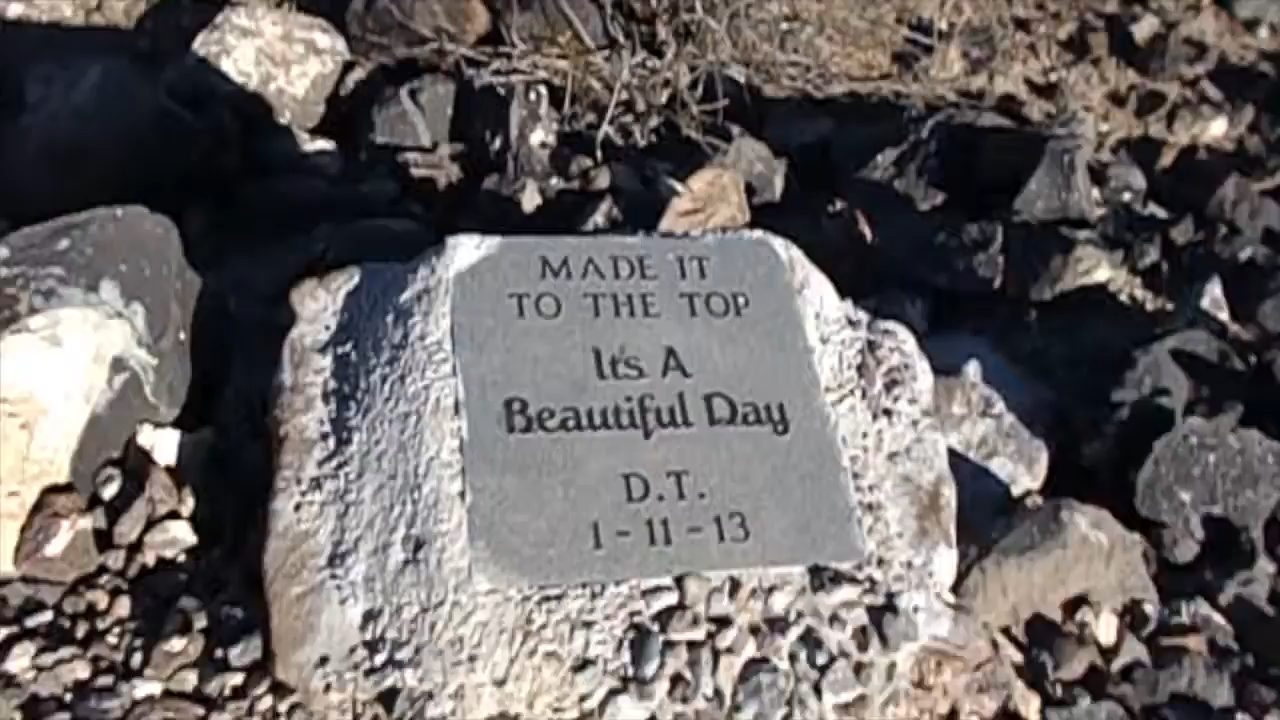 MADE IT
TO THE TOP
It's A
Beautiful Day
D.T.
1-11-13